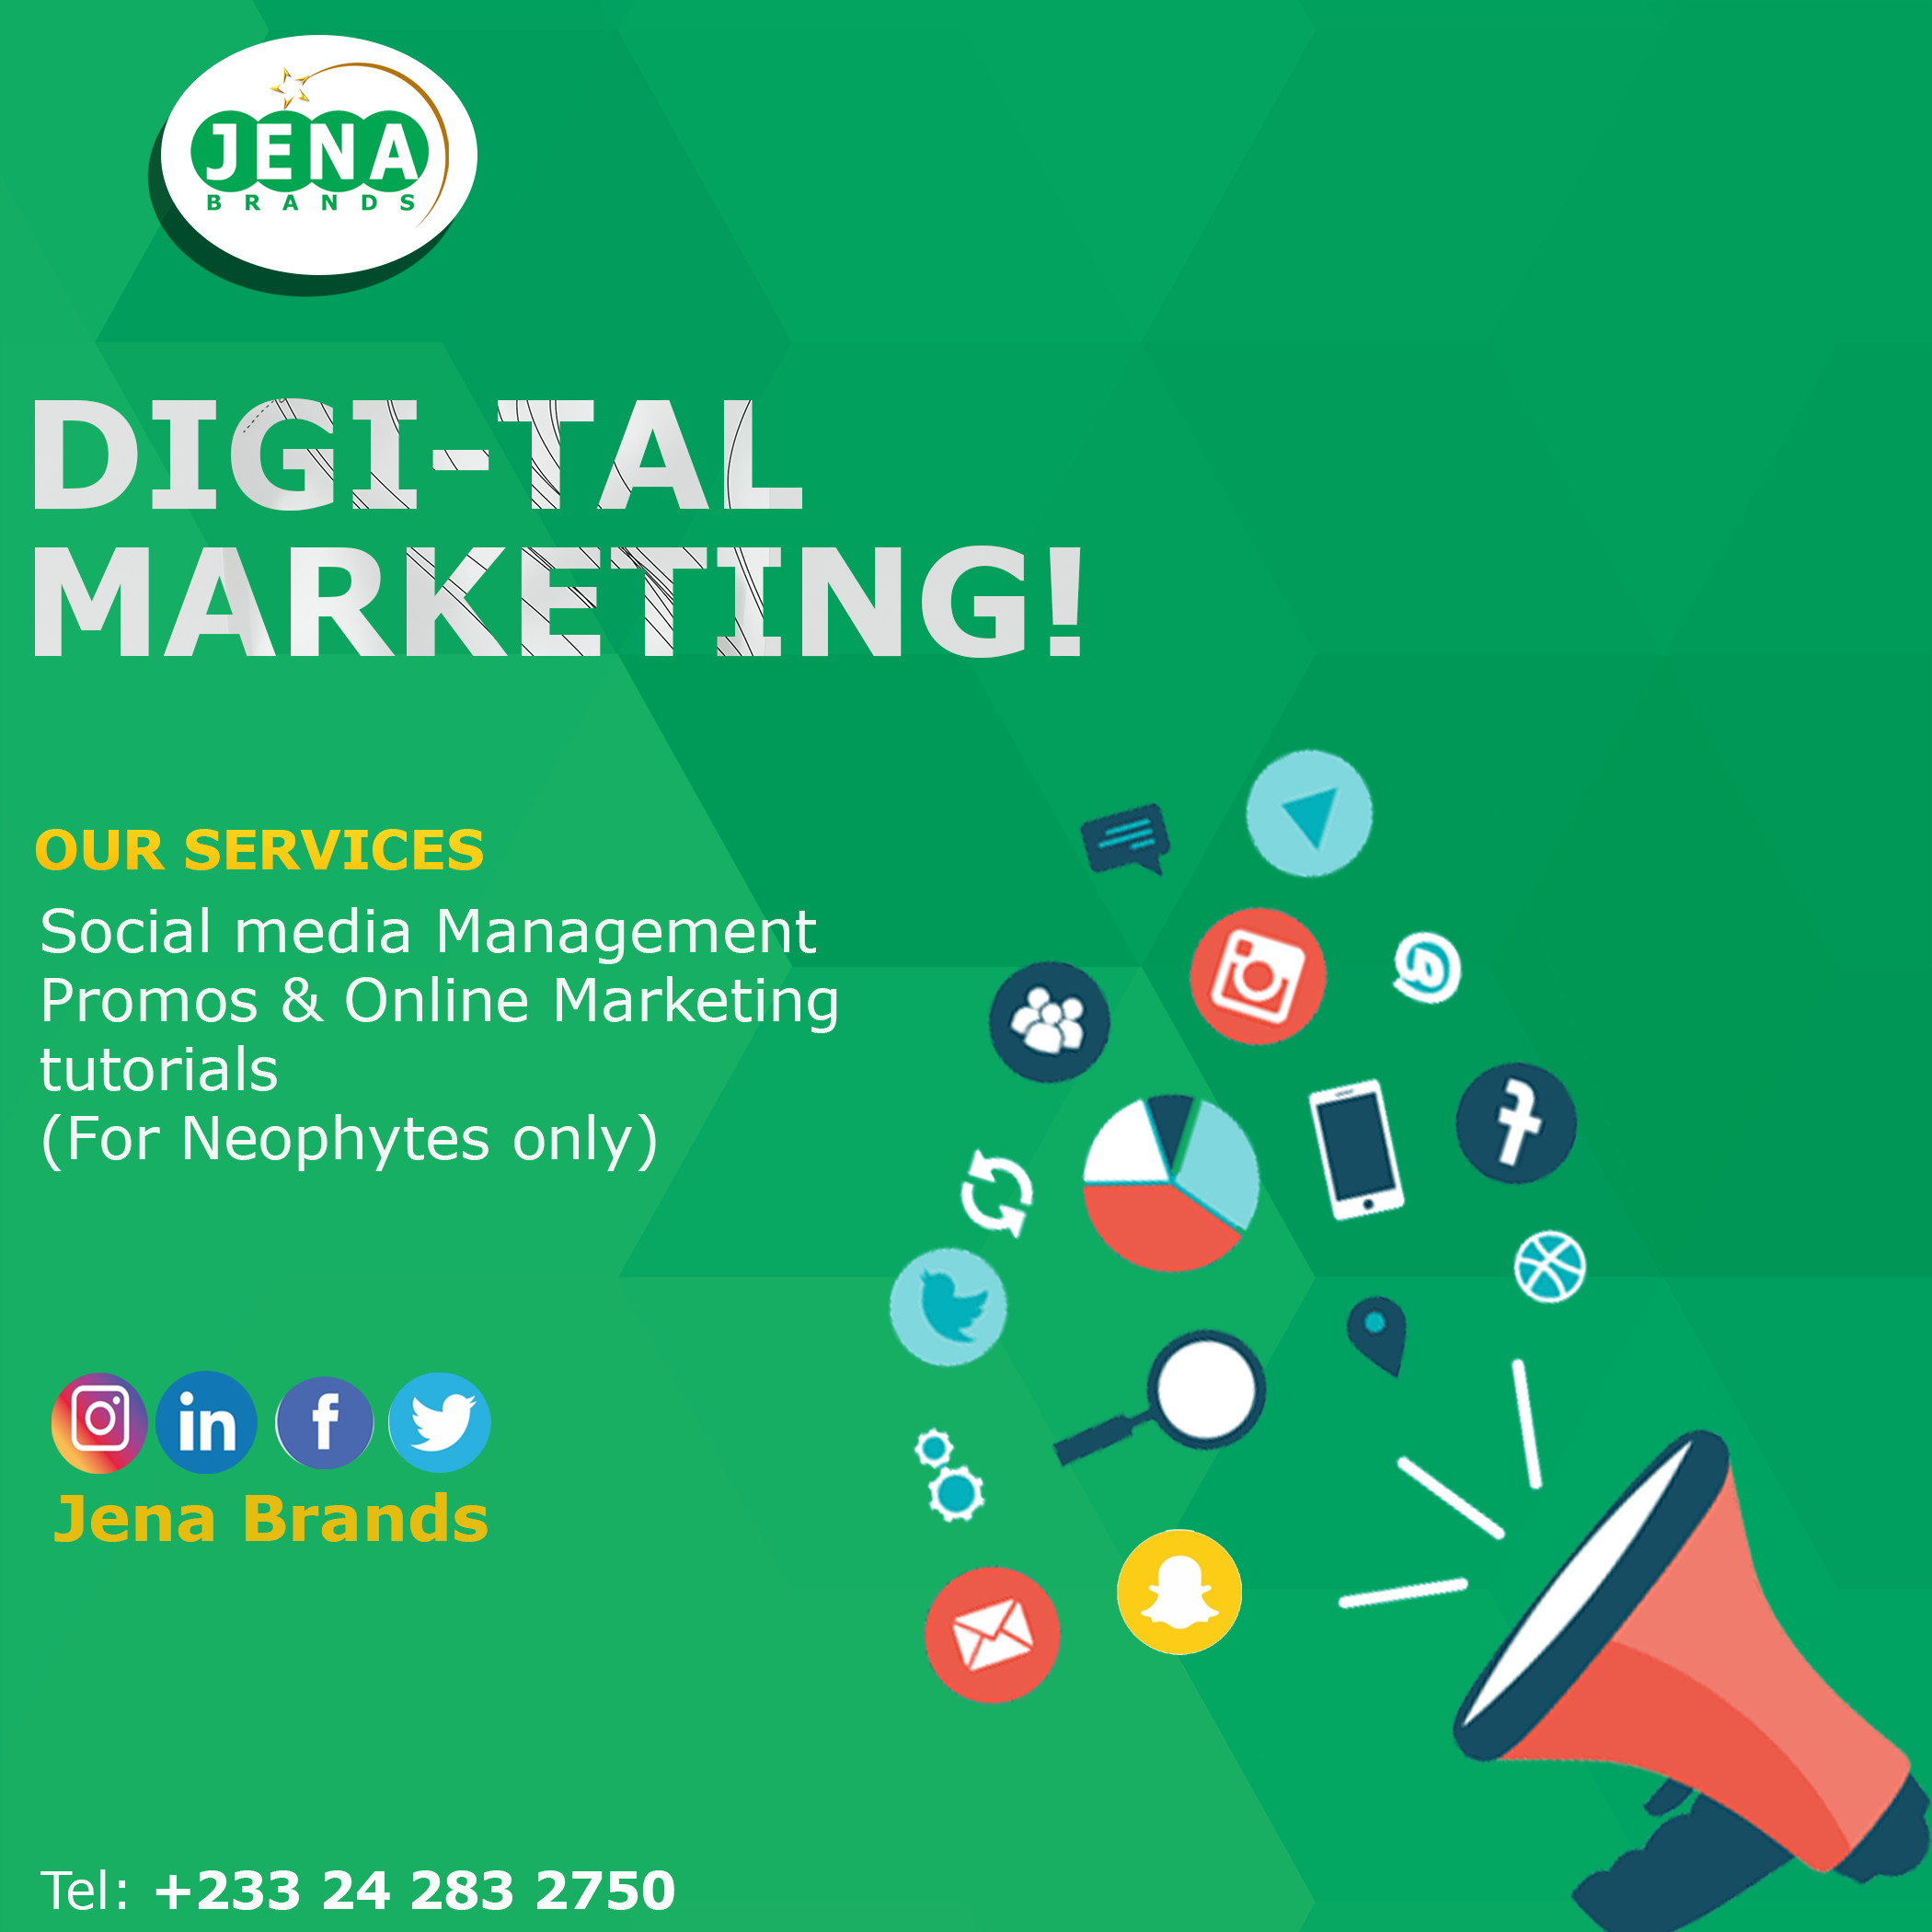 JENA
BRANDS
DIGI-TAL
MARKETING!
OUR SERVICES
Social media Management
Promos & Online Marketing
tutorials
(For Neophytes only)
in
f
f
Jena Brands
Tel: +233 24 283 2750